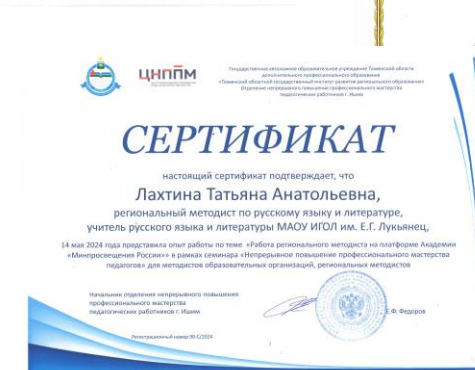 ЦНППМ
Государственное автономное образовательное учреждение Тюменской области
дополнительного профессионального образования
«Тюменский областной государственный институт развития регионального образования»
Отделение непрерывного повышения профессионального мастерства
педагогических работников г. Ишим
СЕРТИФИКАТ
настоящий сертификат подтверждает, что
Лахтина Татьяна Анатольевна,
региональный методист по русскому языку и литературе,
учитель русского языка и литературы МАОУ ИГОЛ им. Е.Г. Лукьянец,
14 мая 2024 года представила опыт работы по теме «Работа регионального методиста на платформе Академии
«Минпросвещения России»» в рамках семинара «Непрерывное повышение профессионального мастерства
педагогов» для методистов образовательных организаций, региональных методистов
Начальник отделения непрерывного повышения
профессионального мастерства
педагогических работников г. Ишим
Е.Ф. Федоров
Регистрационный номер 90-С/2024